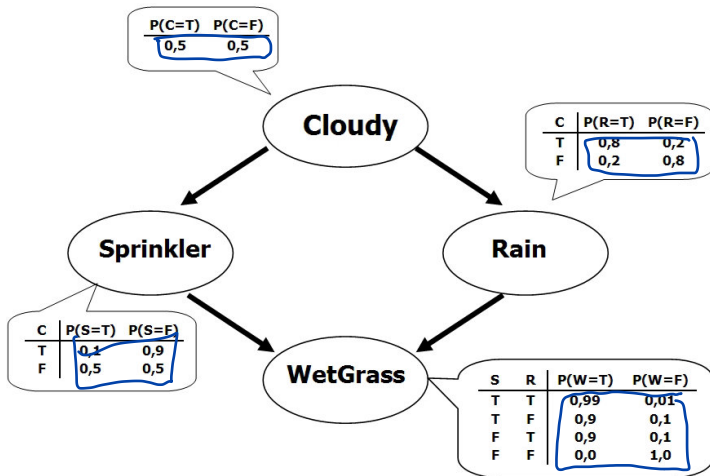 P(C=T) P(C=F)
0,5 0,5
Cloudy
C P(R=T) P(R=F)
T 0,8 0,2
F 0,2 0,8
Sprinkler
Rain
C P(S=T) P(S=F)
T 0,1 0,9
F 0,5 0,5
WetGrass
S R P(W=T) P(W=F)
T T 0,99 0,01
T F 0,9 0,1
F T 0,9 0,1
F F 0,0 1,0